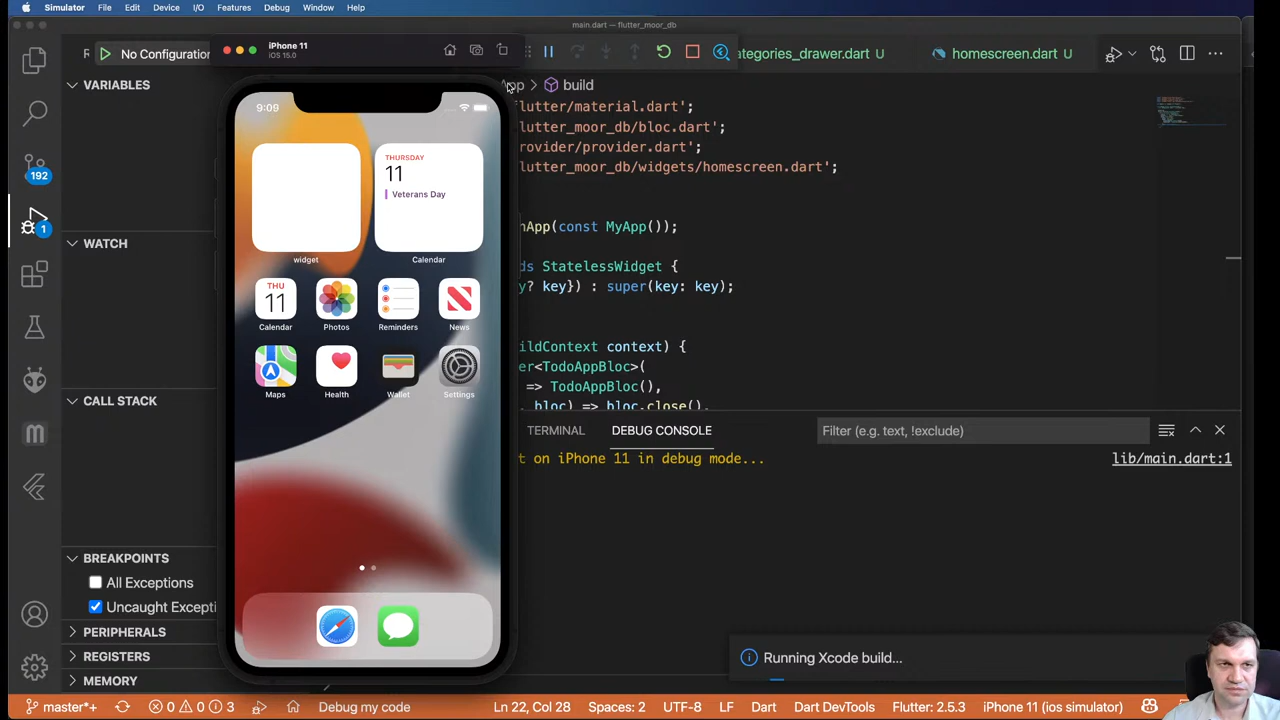 Simulator File Edit Device I/O Features Debug Window Help
main.dart — flutter_moor_db
No Configuration
iPhone 11
iOS 15.0
ategories_drawer.dart U
homescreen.dart U
VARIABLES
App > build
9:09
lutter/material.dart';
lutter_moor_db/bloc.dart';
rovider/provider.dart';
lutter_moor_db/widgets/homescreen.dart';
THURSDAY
11
Veterans Day
192
nApp(const MyApp());
1
WATCH
widget
Calendar
ds StatelessWidget {
y? key}) : super(key: key);
THU
11
Calendar
Photos
Reminders
News
ildContext context) {
er<TodoAppBloc>(
=> TodoAppBloc(),
bloc) => bloc.close(),
Maps
Health
Wallet
Settings
CALL STACK
TERMINAL
DEBUG CONSOLE
Filter (e.g. text, !exclude)
t on iPhone 11 in debug mode...
lib/main.dart:1
BREAKPOINTS
All Exceptions
Uncaught Excepti
PERIPHERALS
REGISTERS
MEMORY
Running Xcode build...
master*+
0 0 3
Debug my code
Ln 22, Col 28
Spaces: 2
UTF-8
LF
Dart
Dart DevTools
Flutter: 2.5.3
iPhone 11 (ios simulator)